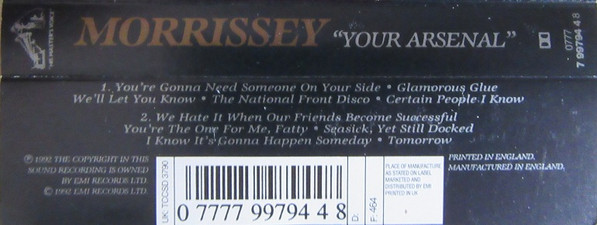 "HIS MASTER'S VOICE"
MORRISSEY "YOUR ARSENAL"
0777
7 99794 4 8
1. You're Gonna Need Someone On Your Side • Glamorous Glue
We'll Let You Know • The National Front Disco • Certain People I Know
2. We Hate It When Our Friends Become Successful
You're The One For Me, Fatty • Seasick, Yet Still Docked
I Know It's Gonna Happen Someday • Tomorrow
℗ 1992 THE COPYRIGHT IN THIS
SOUND RECORDING IS OWNED
BY EMI RECORDS LTD.
© 1992 EMI RECORDS LTD.
UK: TCCSD 3790
0 7777 99794 4 8
D:
F: 464
PLACE OF MANUFACTURE
AS STATED ON LABEL
MARKETED AND
DISTRIBUTED BY EMI
PRINTED IN UK
PRINTED IN ENGLAND.
MANUFACTURED IN ENGLAND.